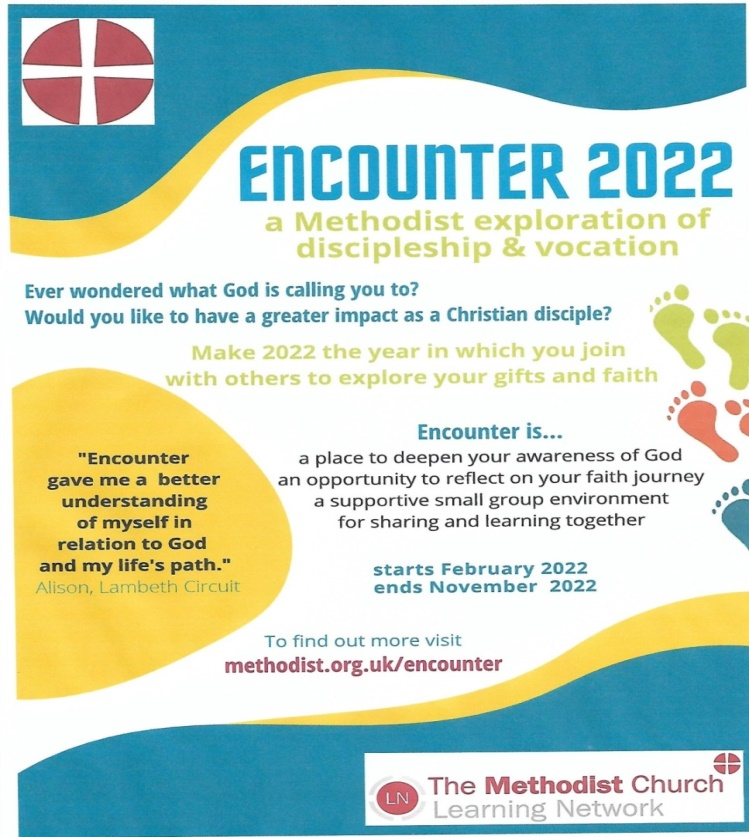 ENCOUNTER 2022
a Methodist exploration of
discipleship & vocation
Ever wondered what God is calling you to?
Would you like to have a greater impact as a Christian disciple?
Make 2022 the year in which you join
with others to explore your gifts and faith
"Encounter
gave me a better
understanding
of myself in
relation to God
and my life's path."
Alison, Lambeth Circuit
Encounter is...
a place to deepen your awareness of God
an opportunity to reflect on your faith journey
a supportive small group environment
for sharing and learning together
starts February 2022
ends November 2022
To find out more visit
methodist.org.uk/encounter
LN
The Methodist Church
Learning Network